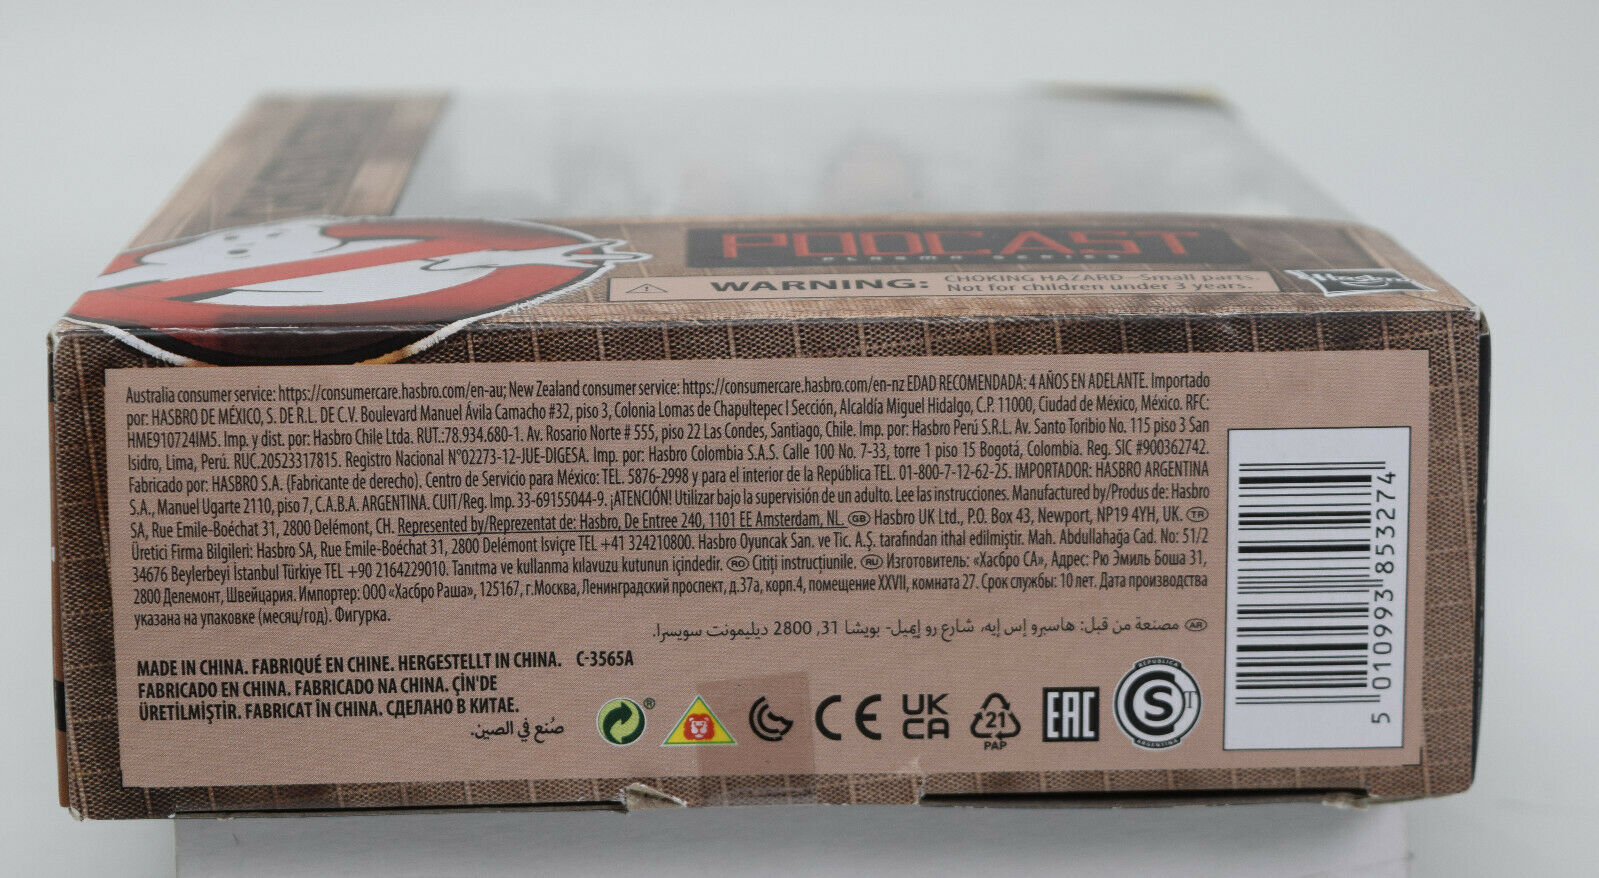 PODCAST
PLASMA SERIES
WARNING: CHOKING HAZARD—Small parts.
Not for children under 3 years.
Hasbro
Australia consumer service: https://consumercare.hasbro.com/en-au; New Zealand consumer service: https://consumercare.hasbro.com/en-nz EDAD RECOMENDADA: 4 AÑOS EN ADELANTE. Importado
por: HASBRO DE MÉXICO, S. DE R.L. DE C.V. Boulevard Manuel Ávila Camacho #32, piso 3, Colonia Lomas de Chapultepec I Sección, Alcaldía Miguel Hidalgo, C.P. 11000, Ciudad de México, México. RFC:
HME910724IM5. Imp. y dist. por: Hasbro Chile Ltda. RUT.:78.934.680-1. Av. Rosario Norte # 555, piso 22 Las Condes, Santiago, Chile. Imp. por: Hasbro Perú S.R.L. Av. Santo Toribio No. 115 piso 3 San
Isidro, Lima, Perú. RUC.20523317815. Registro Nacional N°02273-12-JUE-DIGESA. Imp. por: Hasbro Colombia S.A.S. Calle 100 No. 7-33, torre 1 piso 15 Bogotá, Colombia. Reg. SIC #900362742.
Fabricado por: HASBRO S.A. (Fabricante de derecho). Centro de Servicio para México: TEL. 5876-2998 y para el interior de la República TEL. 01-800-7-12-62-25. IMPORTADOR: HASBRO ARGENTINA
S.A., Manuel Ugarte 2110, piso 7, C.A.B.A. ARGENTINA. CUIT/Reg. Imp. 33-69155044-9. ¡ATENCIÓN! Utilizar bajo la supervisión de un adulto. Lee las instrucciones. Manufactured by/Produs de: Hasbro
SA, Rue Emile-Boéchat 31, 2800 Delémont, CH. Represented by/Reprezentat de: Hasbro, De Entree 240, 1101 EE Amsterdam, NL. GB Hasbro UK Ltd., P.O. Box 43, Newport, NP19 4YH, UK. TR
Üretici Firma Bilgileri: Hasbro SA, Rue Emile-Boéchat 31, 2800 Delémont İsviçre TEL +41 324210800. Hasbro Oyuncak San. ve Tic. A.Ş. tarafından ithal edilmiştir. Mah. Abdullahağa Cad. No: 51/2
34676 Beylerbeyi İstanbul Türkiye TEL +90 2164229010. Tanıtma ve kullanma kılavuzu kutunun içindedir. RO Citiți instrucțiunile. RU Изготовитель: «Хасбро СА», Адрес: Рю Эмиль Боша 31,
2800 Делемонт, Швейцария. Импортер: ООО «Хасбро Раша», 125167, г.Москва, Ленинградский проспект, д.37а, корп.4, помещение XXVII, комната 27. Срок службы: 10 лет. Дата производства
указана на упаковке (месяц/год). Фигурка.
AR مصنعة من قبل: هاسبرو إس إيه، شارع رو إيميل- بويشا 31, 2800 ديليمونت سويسرا.
MADE IN CHINA. FABRIQUÉ EN CHINE. HERGESTELLT IN CHINA. C-3565A
FABRICADO EN CHINA. FABRICADO NA CHINA. ÇİN'DE
ÜRETİLMİŞTİR. FABRICAT ÎN CHINA. СДЕЛАНО В КИТАЕ.
صُنع في الصين.
® CE UK CA 21 PAP EAC REPUBLICA S T ARGENTINA
5 010993 853274